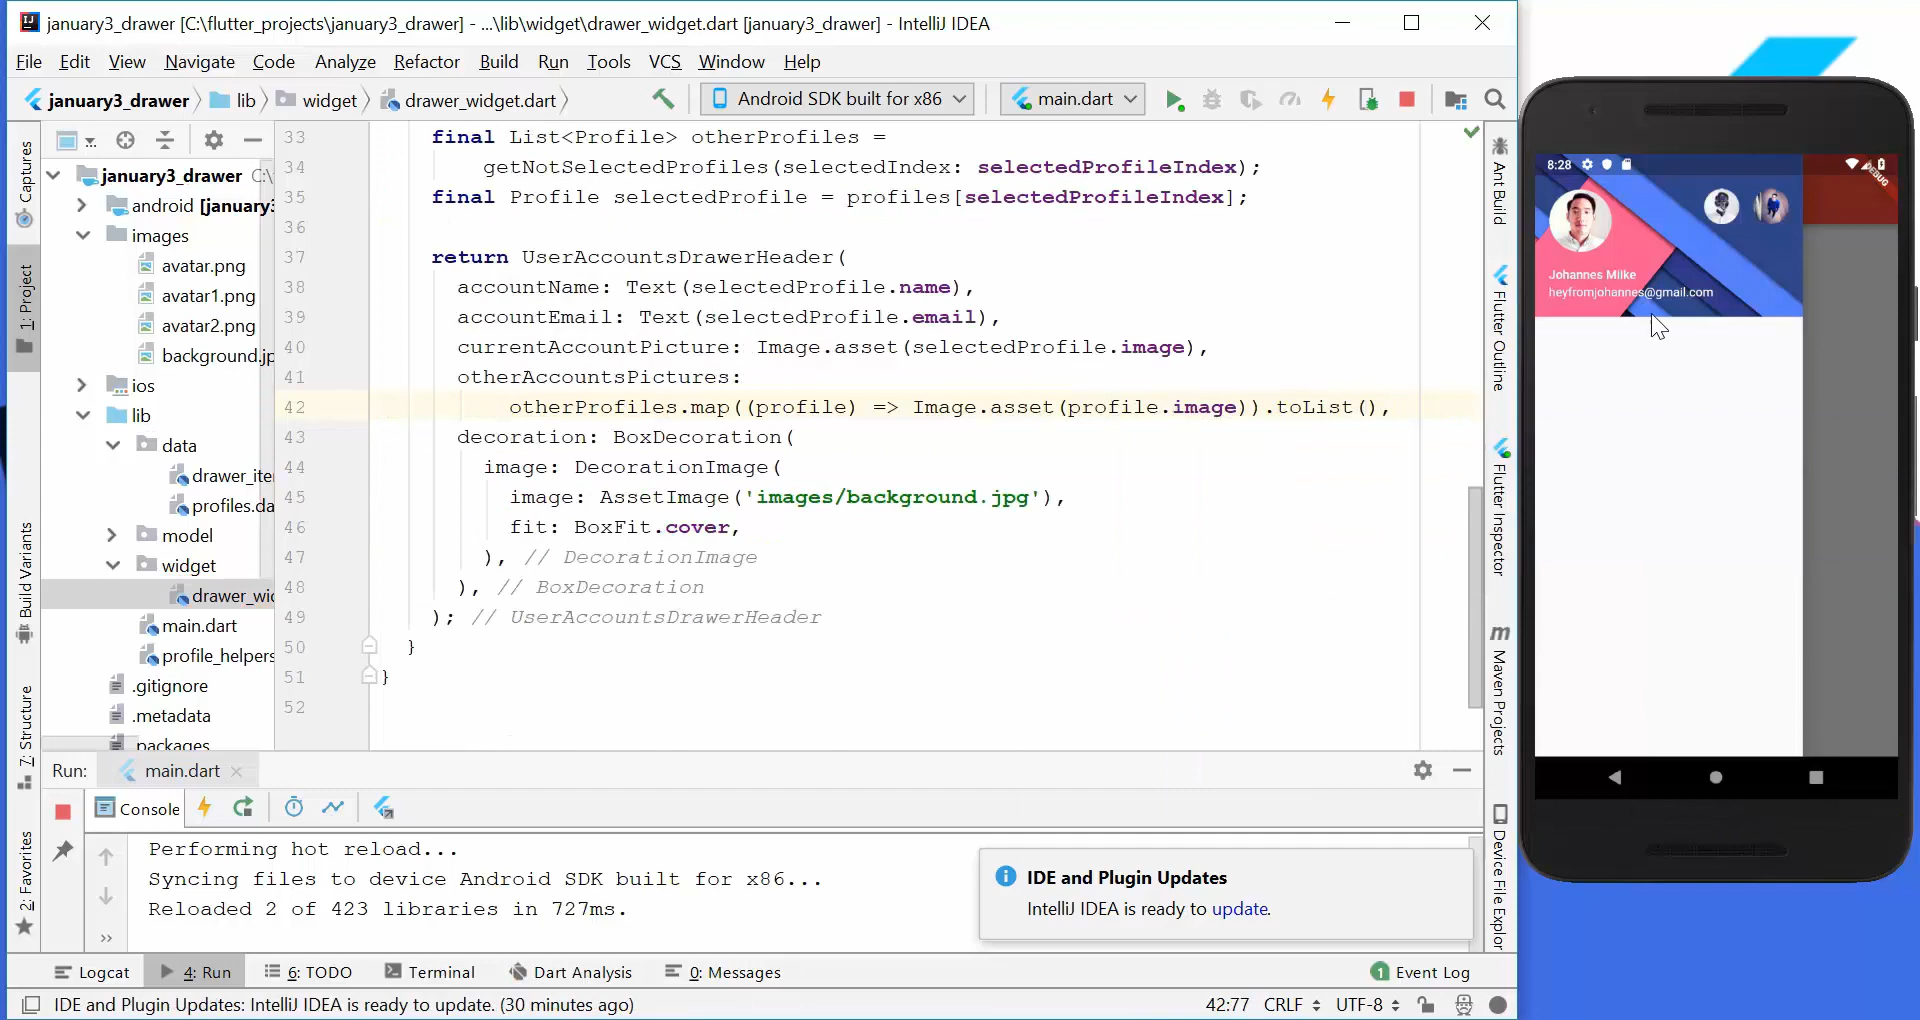 january3_drawer [C:\flutter_projects\january3_drawer] - ...\lib\widget\drawer_widget.dart [january3_drawer] - IntelliJ IDEA
File Edit View Navigate Code Analyze Refactor Build Run Tools VCS Window Help
january3_drawer lib widget drawer_widget.dart Android SDK built for x86 main.dart
Captures
1: Project
Build Variants
7: Structure
2: Favorites
january3_drawer C:\
android [january3
images
avatar.png
avatar1.png
avatar2.png
background.jp
ios
lib
data
drawer_ite
profiles.da
model
widget
drawer_wid
main.dart
profile_helpers
.gitignore
.metadata
.packages
33 final List<Profile> otherProfiles =
34 getNotSelectedProfiles(selectedIndex: selectedProfileIndex);
35 final Profile selectedProfile = profiles[selectedProfileIndex];
36
37 return UserAccountsDrawerHeader(
38 accountName: Text(selectedProfile.name),
39 accountEmail: Text(selectedProfile.email),
40 currentAccountPicture: Image.asset(selectedProfile.image),
41 otherAccountsPictures:
42 otherProfiles.map((profile) => Image.asset(profile.image)).toList(),
43 decoration: BoxDecoration(
44 image: DecorationImage(
45 image: AssetImage('images/background.jpg'),
46 fit: BoxFit.cover,
47 ), // DecorationImage
48 ), // BoxDecoration
49 ); // UserAccountsDrawerHeader
50 }
51 }
52
Ant Build
Flutter Outline
Flutter Inspector
m Maven Projects
Device File Explor
8:28
DEBUG
Johannes Milke
heyfromjohannes@gmail.com
Run: main.dart
Console
Performing hot reload...
Syncing files to device Android SDK built for x86...
Reloaded 2 of 423 libraries in 727ms.
IDE and Plugin Updates
IntelliJ IDEA is ready to update.
Logcat 4: Run 6: TODO Terminal Dart Analysis 0: Messages 1 Event Log
IDE and Plugin Updates: IntelliJ IDEA is ready to update. (30 minutes ago) 42:77 CRLF UTF-8